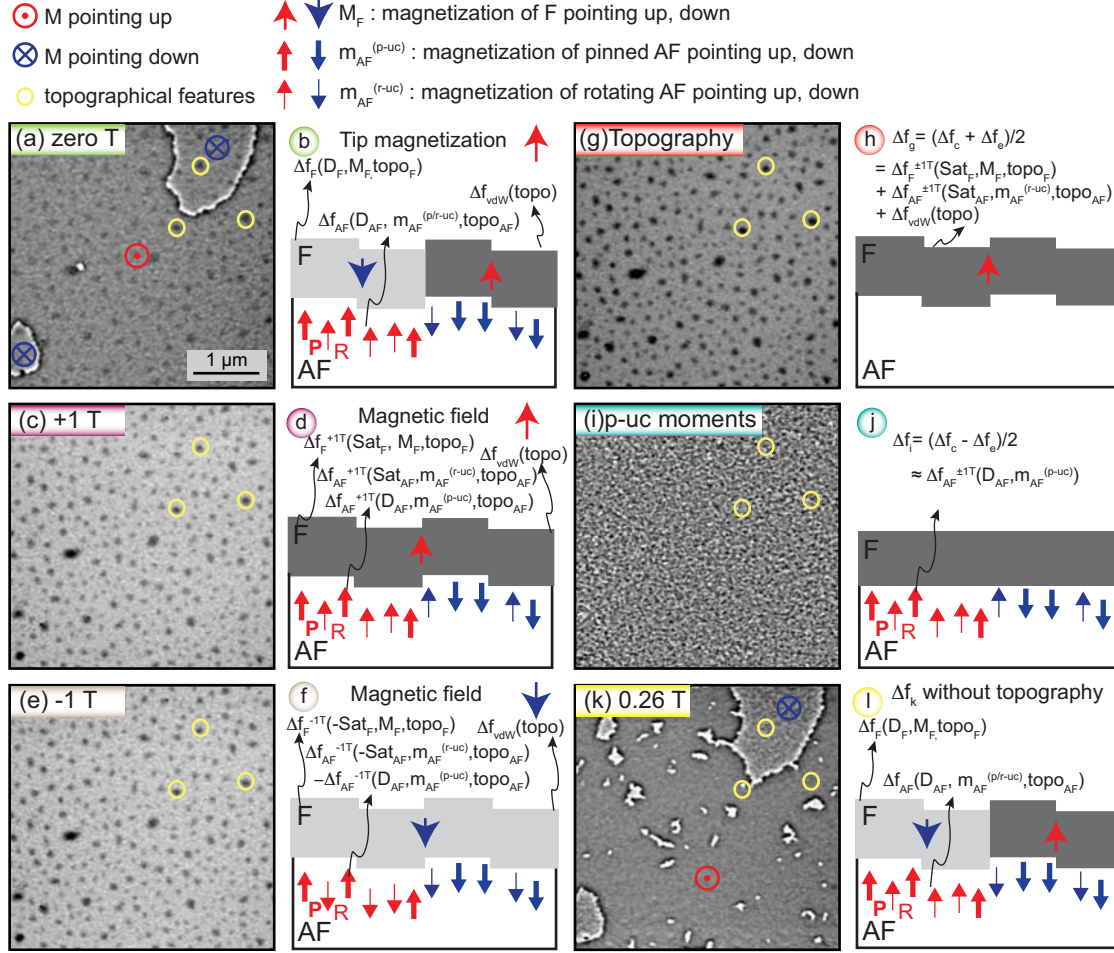 M pointing up
M_F : magnetization of F pointing up, down
M pointing down
m_AF^(p-uc) : magnetization of pinned AF pointing up, down
topographical features
m_AF^(r-uc) : magnetization of rotating AF pointing up, down
(a) zero T
1 µm
b Tip magnetization
Δf_F(D_F,M_F,topo_F)
Δf_vdW(topo)
Δf_AF(D_AF, m_AF^(p/r-uc),topo_AF)
F
P R
AF
(c) +1 T
d Magnetic field
Δf_F^+1T(Sat_F, M_F,topo_F)
Δf_vdW(topo)
Δf_AF^+1T(Sat_AF,m_AF^(r-uc),topo_AF)
Δf_AF^+1T(D_AF,m_AF^(p-uc),topo_AF)
F
P R
AF
(e) -1 T
f Magnetic field
Δf_F^-1T(-Sat_F,M_F,topo_F)
Δf_vdW(topo)
Δf_AF^-1T(-Sat_AF,m_AF^(r-uc),topo_AF)
−Δf_AF^-1T(D_AF,m_AF^(p-uc),topo_AF)
F
P R
AF
(g)Topography
h Δf_g= (Δf_c + Δf_e)/2
= Δf_F^±1T(Sat_F,M_F,topo_F)
+ Δf_AF^±1T(Sat_AF,m_AF^(r-uc),topo_AF)
+ Δf_vdW(topo)
F
AF
(i)p-uc moments
j
Δf_i= (Δf_c - Δf_e)/2
≈ Δf_AF^±1T(D_AF,m_AF^(p-uc))
F
P R
AF
(k) 0.26 T
l Δf_k without topography
Δf_F(D_F,M_F,topo_F)
Δf_AF(D_AF, m_AF^(p/r-uc),topo_AF)
F
P R
AF